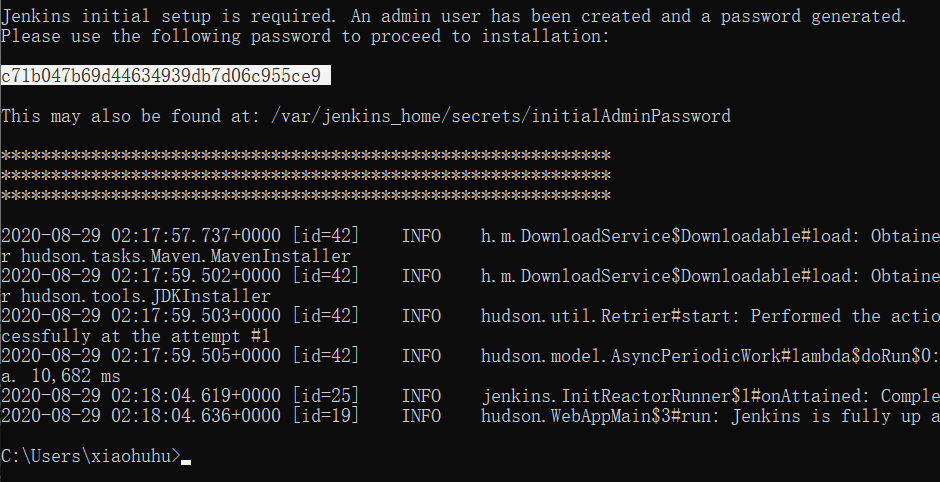 Jenkins initial setup is required. An admin user has been created and a password generated.
Please use the following password to proceed to installation:
c71b047b69d44634939db7d06c955ce9
This may also be found at: /var/jenkins_home/secrets/initialAdminPassword
*************************************************************
*************************************************************
*************************************************************
2020-08-29 02:17:57.737+0000 [id=42] INFO h.m.DownloadService$Downloadable#load: Obtaine
r hudson.tasks.Maven.MavenInstaller
2020-08-29 02:17:59.502+0000 [id=42] INFO h.m.DownloadService$Downloadable#load: Obtaine
r hudson.tools.JDKInstaller
2020-08-29 02:17:59.503+0000 [id=42] INFO hudson.util.Retrier#start: Performed the actio
cessfully at the attempt #1
2020-08-29 02:17:59.505+0000 [id=42] INFO hudson.model.AsyncPeriodicWork#lambda$doRun$0:
a. 10,682 ms
2020-08-29 02:18:04.619+0000 [id=25] INFO jenkins.InitReactorRunner$1#onAttained: Comple
2020-08-29 02:18:04.636+0000 [id=19] INFO hudson.WebAppMain$3#run: Jenkins is fully up a
C:\Users\xiaohuhu>